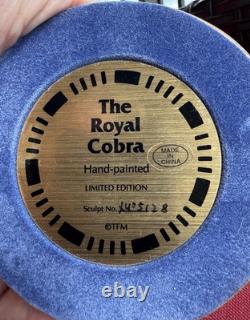 The
Royal
Cobra
Hand-painted
MADE
IN
CHINA
LIMITED EDITION
Sculpt No.
©TFM